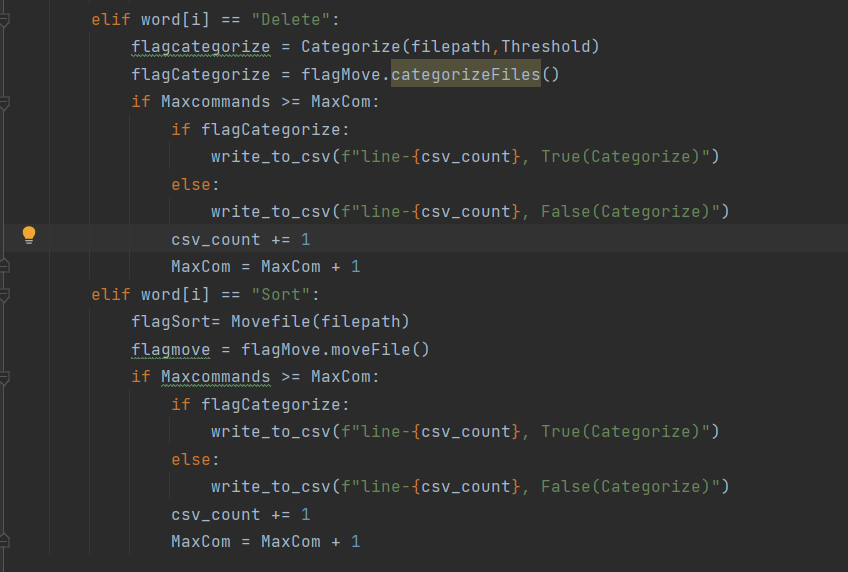 elif word[i] == "Delete":
flagcategorize = Categorize(filepath,Threshold)
flagCategorize = flagMove.categorizeFiles()
if Maxcommands >= MaxCom:
if flagCategorize:
write_to_csv(f"line-{csv_count}, True(Categorize)")
else:
write_to_csv(f"line-{csv_count}, False(Categorize)")
csv_count += 1
MaxCom = MaxCom + 1
elif word[i] == "Sort":
flagSort= Movefile(filepath)
flagmove = flagMove.moveFile()
if Maxcommands >= MaxCom:
if flagCategorize:
write_to_csv(f"line-{csv_count}, True(Categorize)")
else:
write_to_csv(f"line-{csv_count}, False(Categorize)")
csv_count += 1
MaxCom = MaxCom + 1